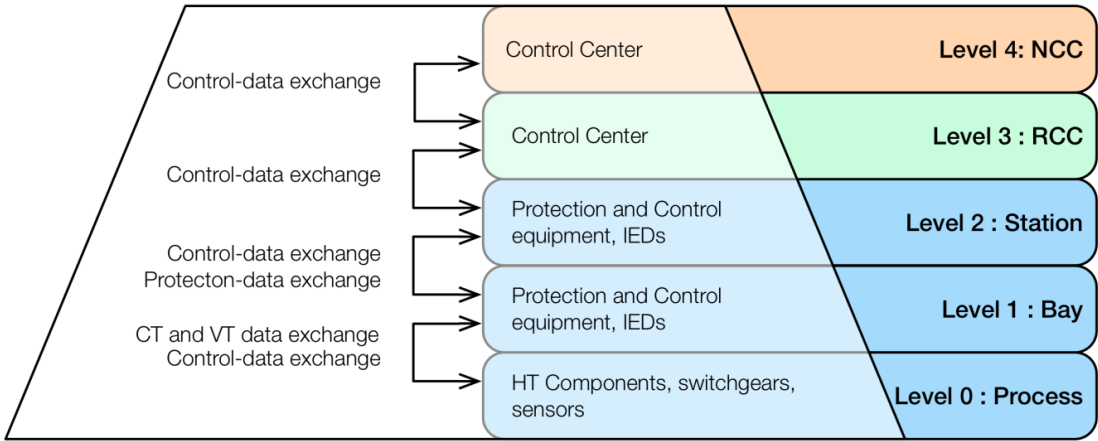 Control Center
Level 4: NCC
Control-data exchange
Control Center
Level 3 : RCC
Control-data exchange
Protection and Control
equipment, IEDs
Level 2 : Station
Control-data exchange
Protecton-data exchange
Protection and Control
equipment, IEDs
Level 1 : Bay
CT and VT data exchange
Control-data exchange
HT Components, switchgears,
sensors
Level 0 : Process